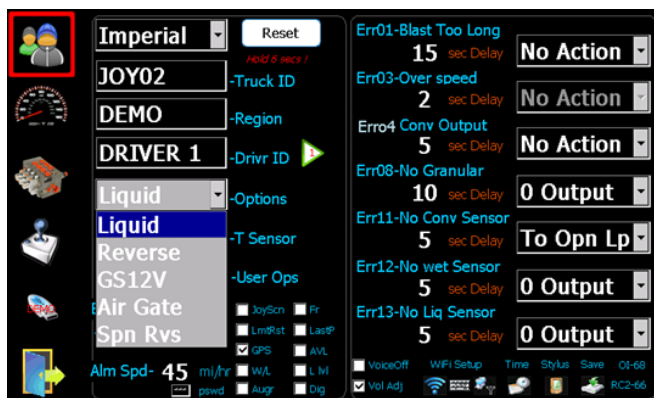 Imperial
Reset
Hold 6 secs !
JOY02
-Truck ID
DEMO
-Region
DRIVER 1
-Drivr ID
1
Liquid
-Options
Liquid
Reverse
-T Sensor
GS12V
-User Ops
Air Gate
JoyScn
Fr
Spn Rvs
LmtRst
LastP
GPS
AVL
Alm Spd- 45 mi/hr
W/L
L lvl
pswd
Augr
Dig
DEMO
Err01-Blast Too Long
15 sec Delay
No Action
Err03-Over speed
2 sec Delay
No Action
Erro4 Conv Output
5 sec Delay
No Action
Err08-No Granular
10 sec Delay
0 Output
Err11-No Conv Sensor
5 sec Delay
To Opn Lp
Err12-No wet Sensor
5 sec Delay
0 Output
Err13-No Liq Sensor
5 sec Delay
0 Output
VoiceOff
WiFi Setup
Time
Stylus
Save
OI-68
Vol Adj
RC2-66